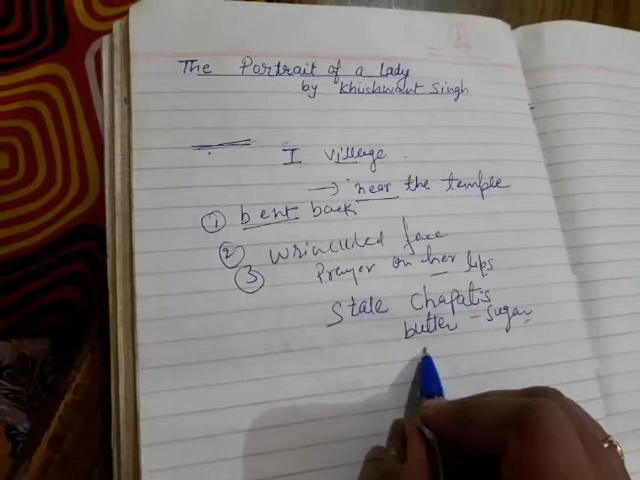 The Portrait of a lady
by Khushwant Singh
I village
→ near the temple
① bent back
② wrinculded face
③ Prayer on her lips
Stale Chapatis
butter - sugar